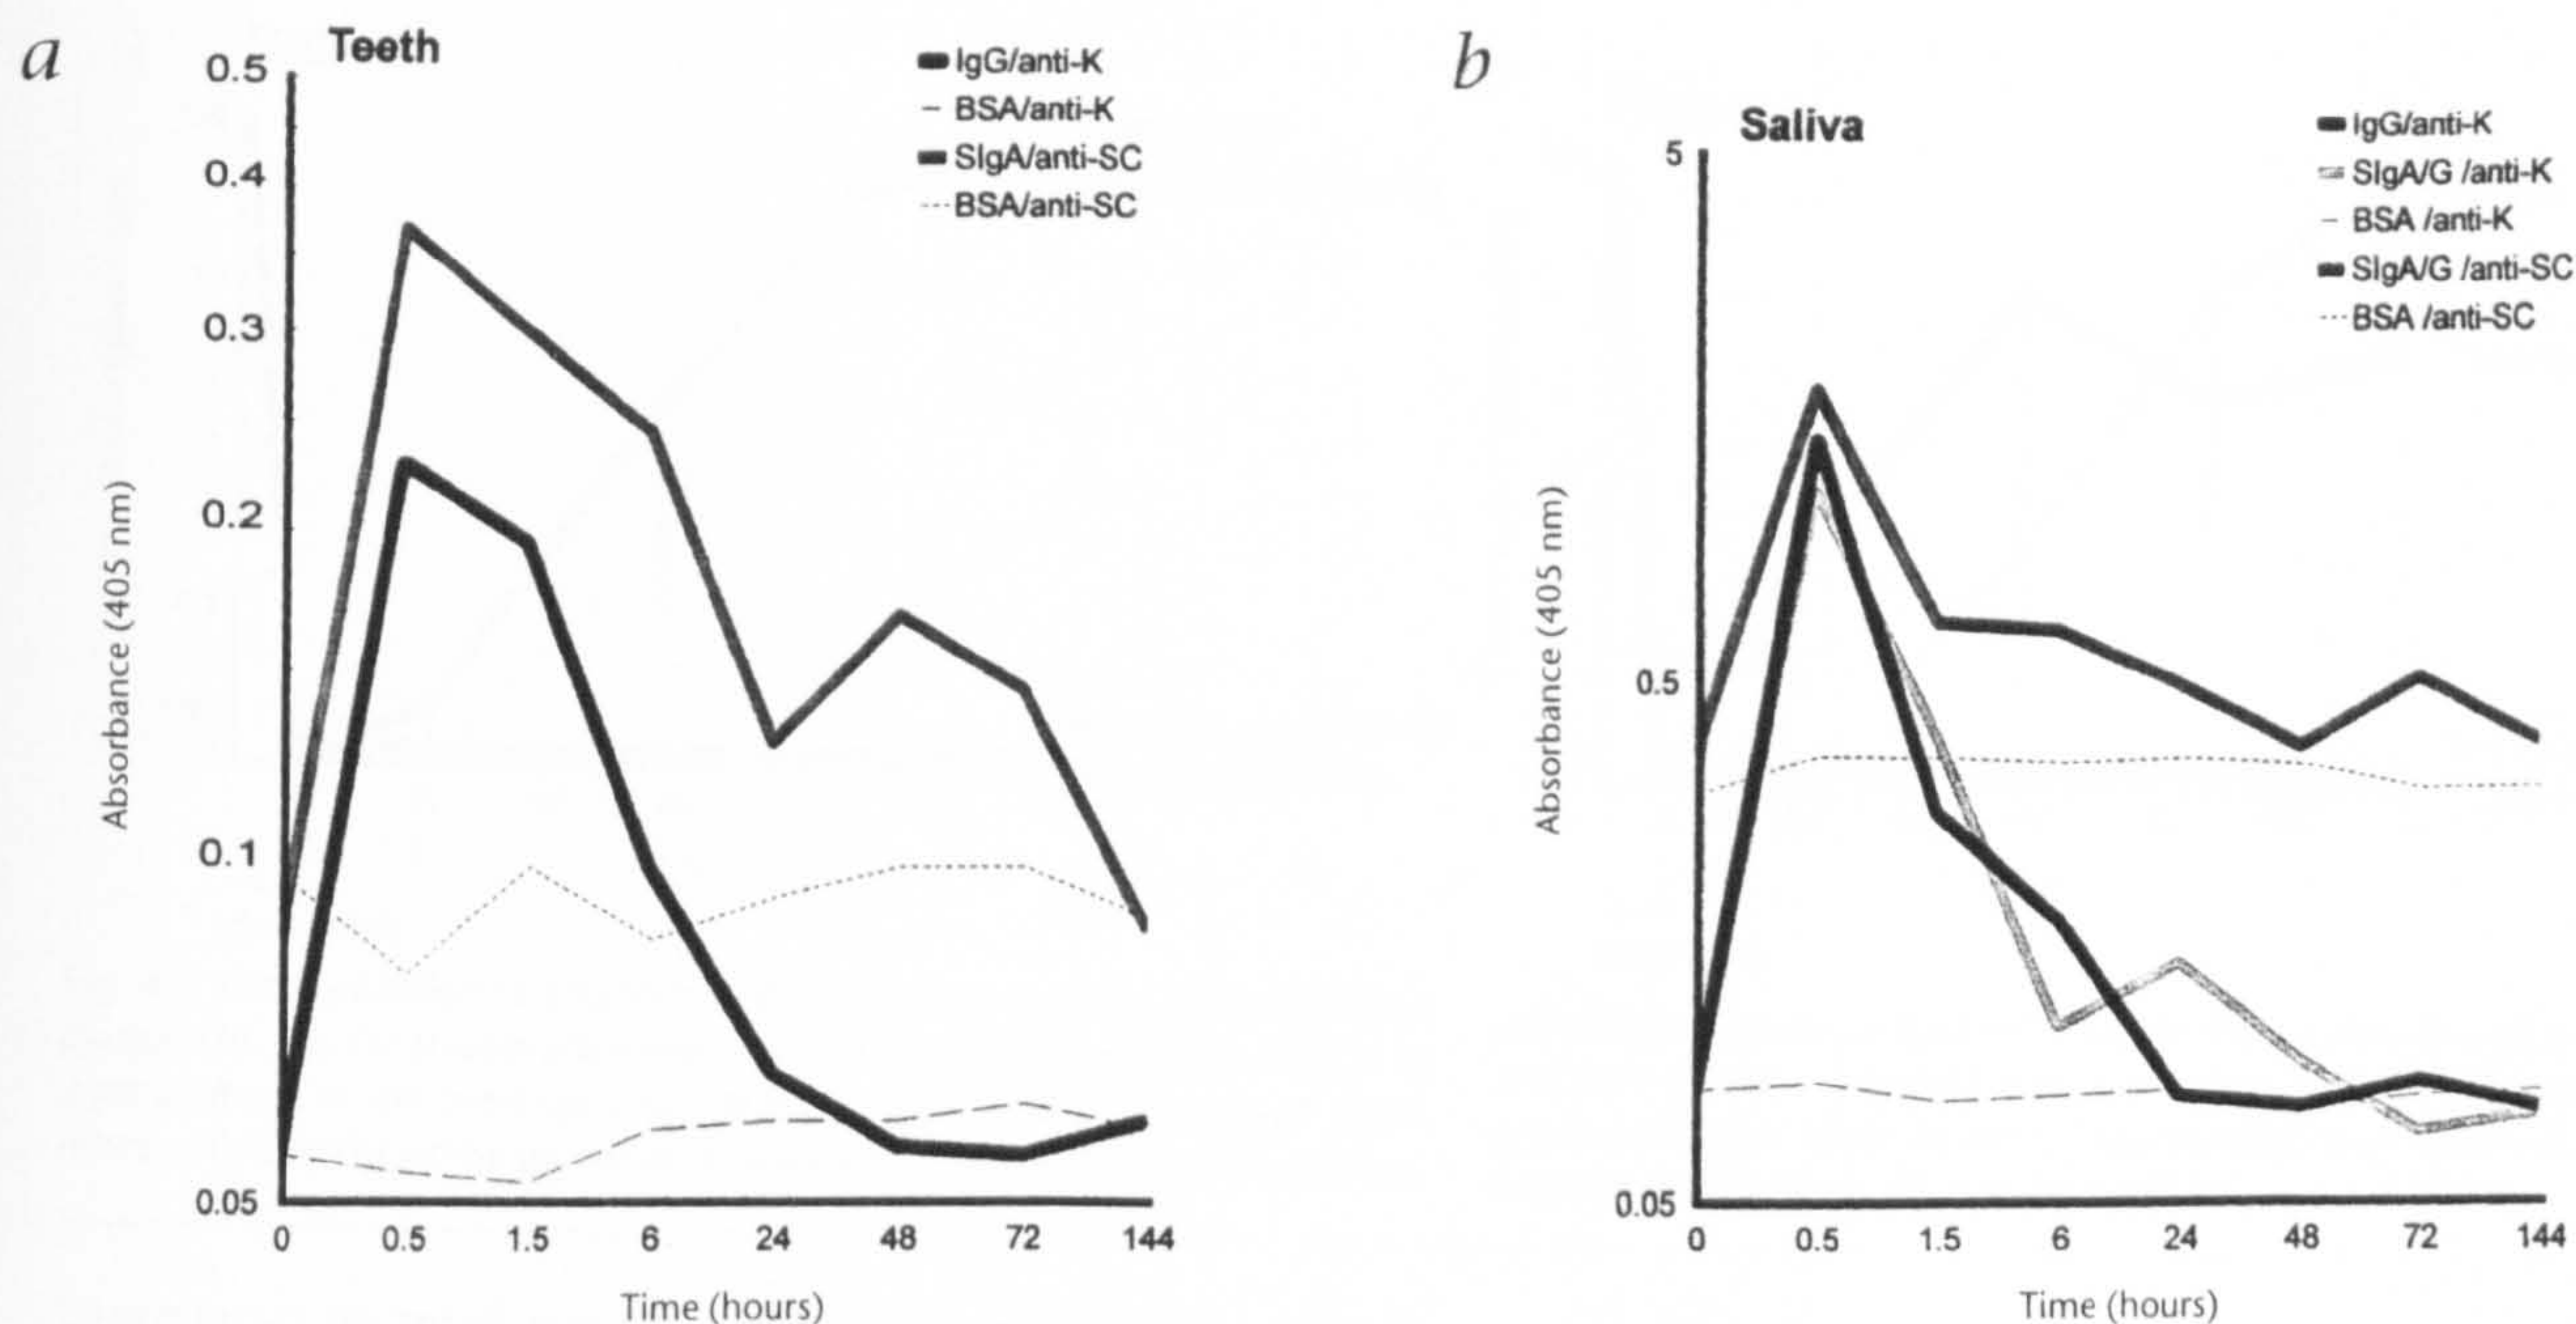 a
Teeth
IgG/anti-K
BSA/anti-K
SIgA/anti-SC
BSA/anti-SC
0.5
0.4
0.3
0.2
0.1
0.05
Absorbance (405 nm)
0 0.5 1.5 6 24 48 72 144
Time (hours)
b
Saliva
IgG/anti-K
SIgA/G /anti-K
BSA /anti-K
SIgA/G /anti-SC
BSA /anti-SC
5
0.5
0.05
Absorbance (405 nm)
0 0.5 1.5 6 24 48 72 144
Time (hours)